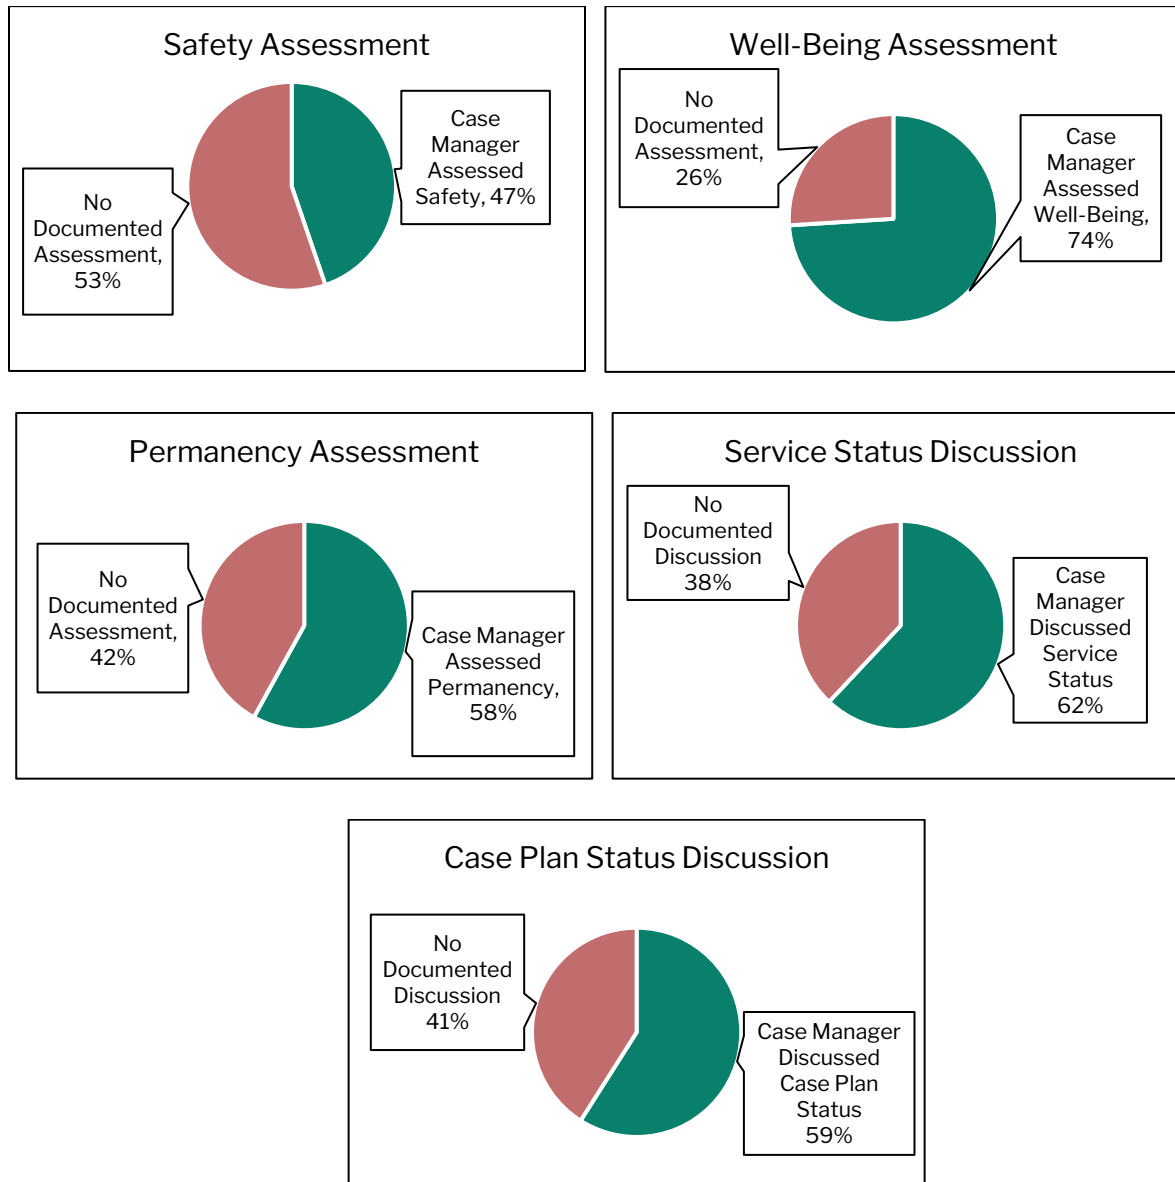 Safety Assessment
No
Documented
Assessment,
53%
Case
Manager
Assessed
Safety, 47%
Well-Being Assessment
No
Documented
Assessment,
26%
Case
Manager
Assessed
Well-Being,
74%
Permanency Assessment
No
Documented
Assessment,
42%
Case Manager
Assessed
Permanency,
58%
Service Status Discussion
No
Documented
Discussion
38%
Case
Manager
Discussed
Service
Status
62%
Case Plan Status Discussion
No
Documented
Discussion
41%
Case Manager
Discussed
Case Plan
Status
59%